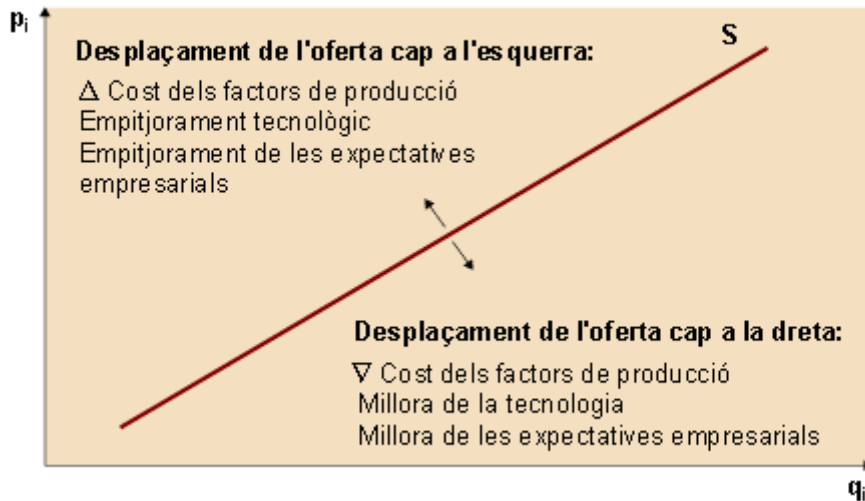 pi
S
Desplaçament de l'oferta cap a l'esquerra:
Δ Cost dels factors de producció
Empitjorament tecnològic
Empitjorament de les expectatives
empresarials
Desplaçament de l'oferta cap a la dreta:
∇ Cost dels factors de producció
Millora de la tecnologia
Millora de les expectatives empresarials
qi